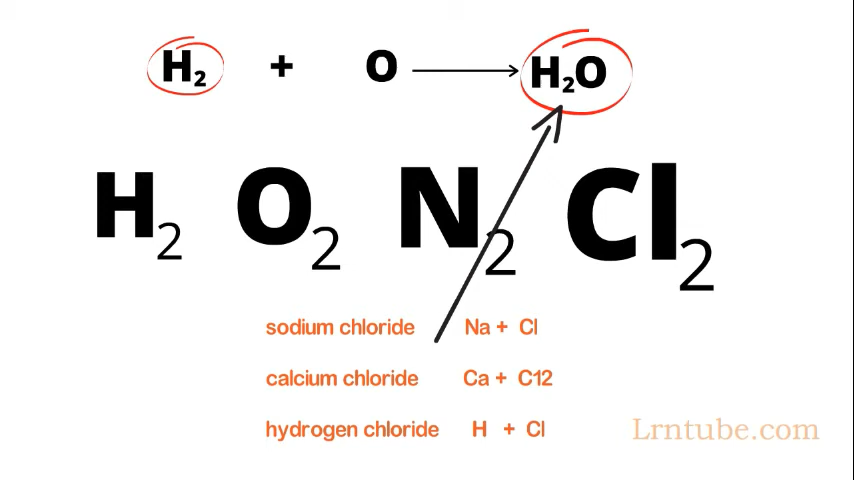 H₂ + O → H₂O
H₂ O₂ N₂ Cl₂
sodium chloride Na + Cl
calcium chloride Ca + C12
hydrogen chloride H + Cl
Lrntube.com